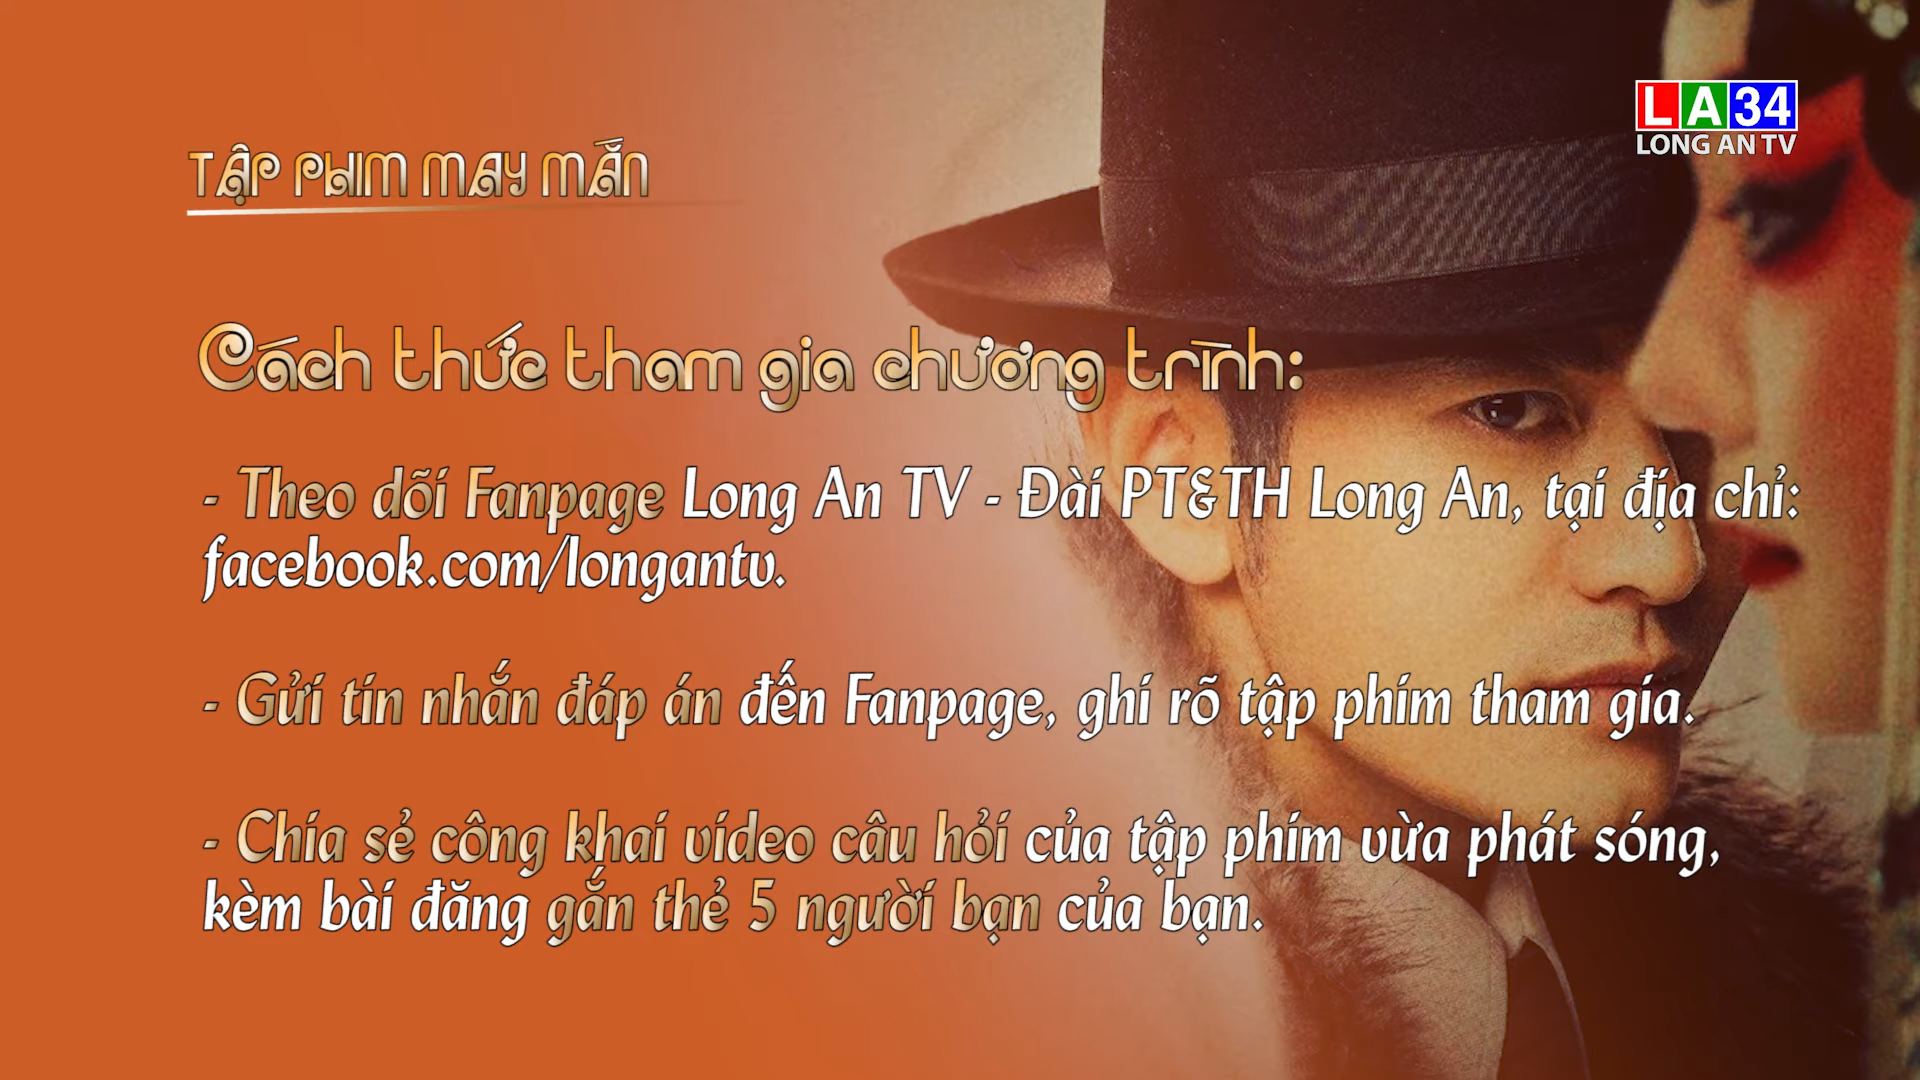 LA34
LONG AN TV
TẬP PHIM MAY MẮN
Cách thức tham gia chương trình:
- Theo dõi Fanpage Long An TV - Đài PT&TH Long An, tại địa chỉ:
facebook.com/longantv.
- Gửi tin nhắn đáp án đến Fanpage, ghi rõ tập phim tham gia.
- Chia sẻ công khai video câu hỏi của tập phim vừa phát sóng,
kèm bài đăng gắn thẻ 5 người bạn của bạn.